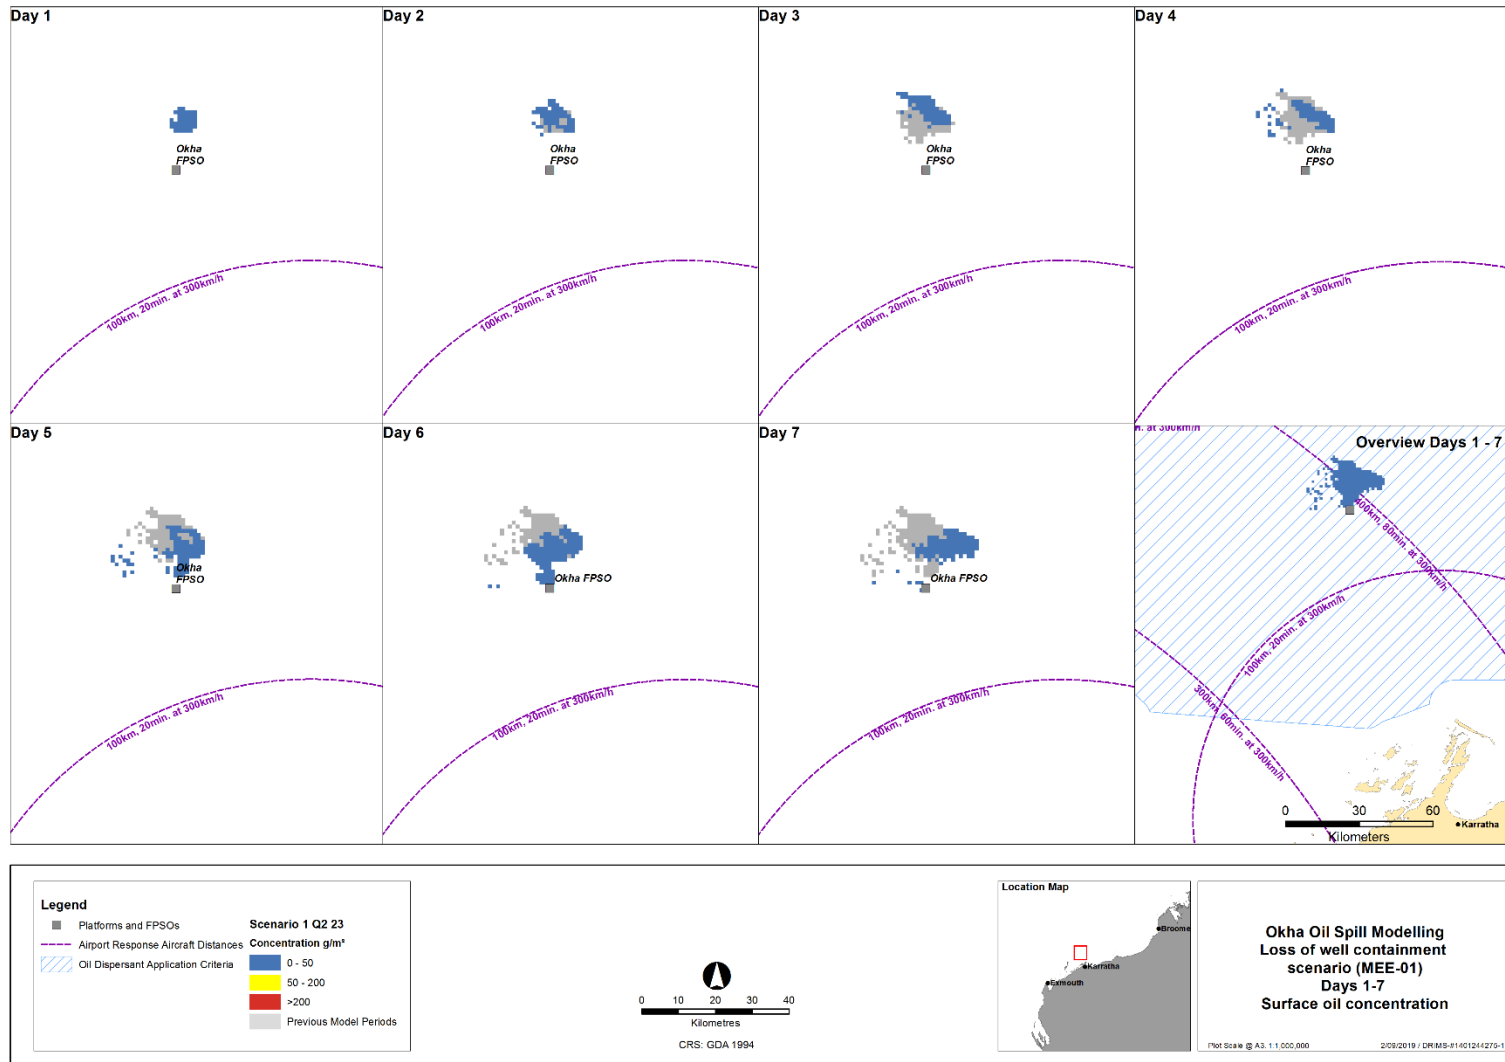 Day 1
Okha
FPSO
100km, 20min. at 300km/h
Day 2
Okha
FPSO
100km, 20min. at 300km/h
Day 3
Okha
FPSO
100km, 20min. at 300km/h
Day 4
Okha
FPSO
100km, 20min. at 300km/h
Day 5
Okha
FPSO
100km, 20min. at 300km/h
Day 6
Okha FPSO
100km, 20min. at 300km/h
Day 7
Okha FPSO
100km, 20min. at 300km/h
n. at 300km/h
Overview Days 1 - 7
400km, 80min. at 300km/h
100km, 20min. at 300km/h
300km, 60min. at 300km/h
0 30 60
Kilometers
Karratha
Legend
Platforms and FPSOs
Airport Response Aircraft Distances
Oil Dispersant Application Criteria
Scenario 1 Q2 23
Concentration g/m²
0 - 50
50 - 200
>200
Previous Model Periods
0 10 20 30 40
Kilometres
CRS: GDA 1994
Location Map
Broome
Karratha
Exmouth
Okha Oil Spill Modelling
Loss of well containment
scenario (MEE-01)
Days 1-7
Surface oil concentration
Plot Scale @ A3. 1:1,000,000
2/09/2019 / DRIMS-#1401244275-1